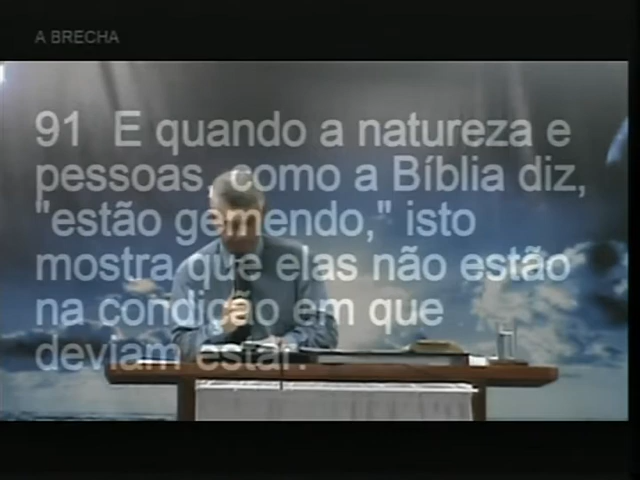 A BRECHA
91 E quando a natureza e
pessoas, como a Bíblia diz,
"estão gemendo," isto
mostra que elas não estão
na condição em que
deviam estar.